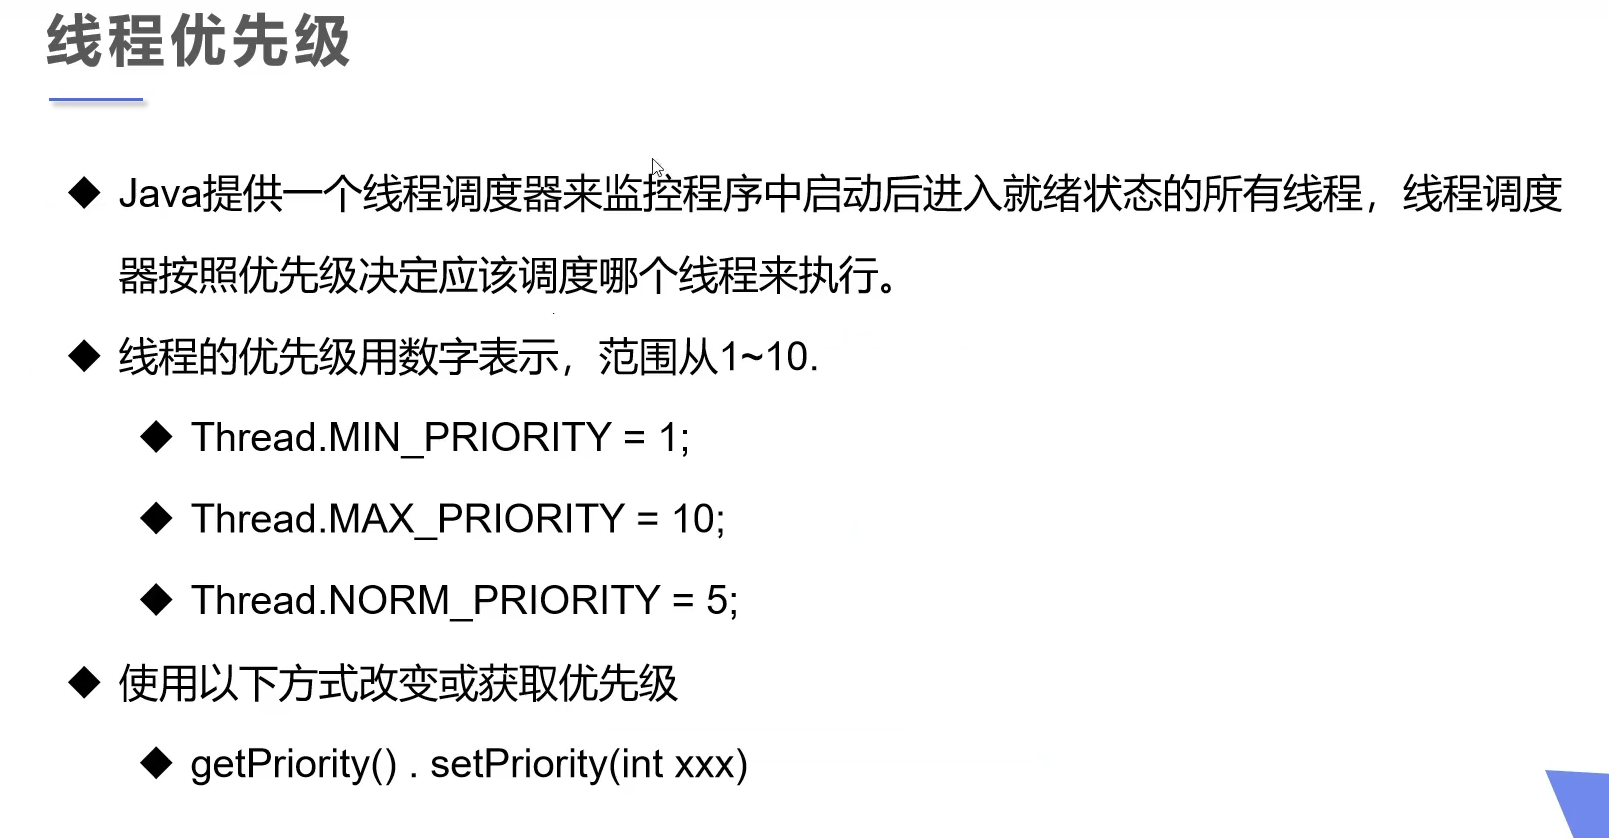 线程优先级
Java提供一个线程调度器来监控程序中启动后进入就绪状态的所有线程，线程调度
器按照优先级决定应该调度哪个线程来执行。
线程的优先级用数字表示，范围从1~10.
Thread.MIN_PRIORITY = 1;
Thread.MAX_PRIORITY = 10;
Thread.NORM_PRIORITY = 5;
使用以下方式改变或获取优先级
getPriority() . setPriority(int xxx)